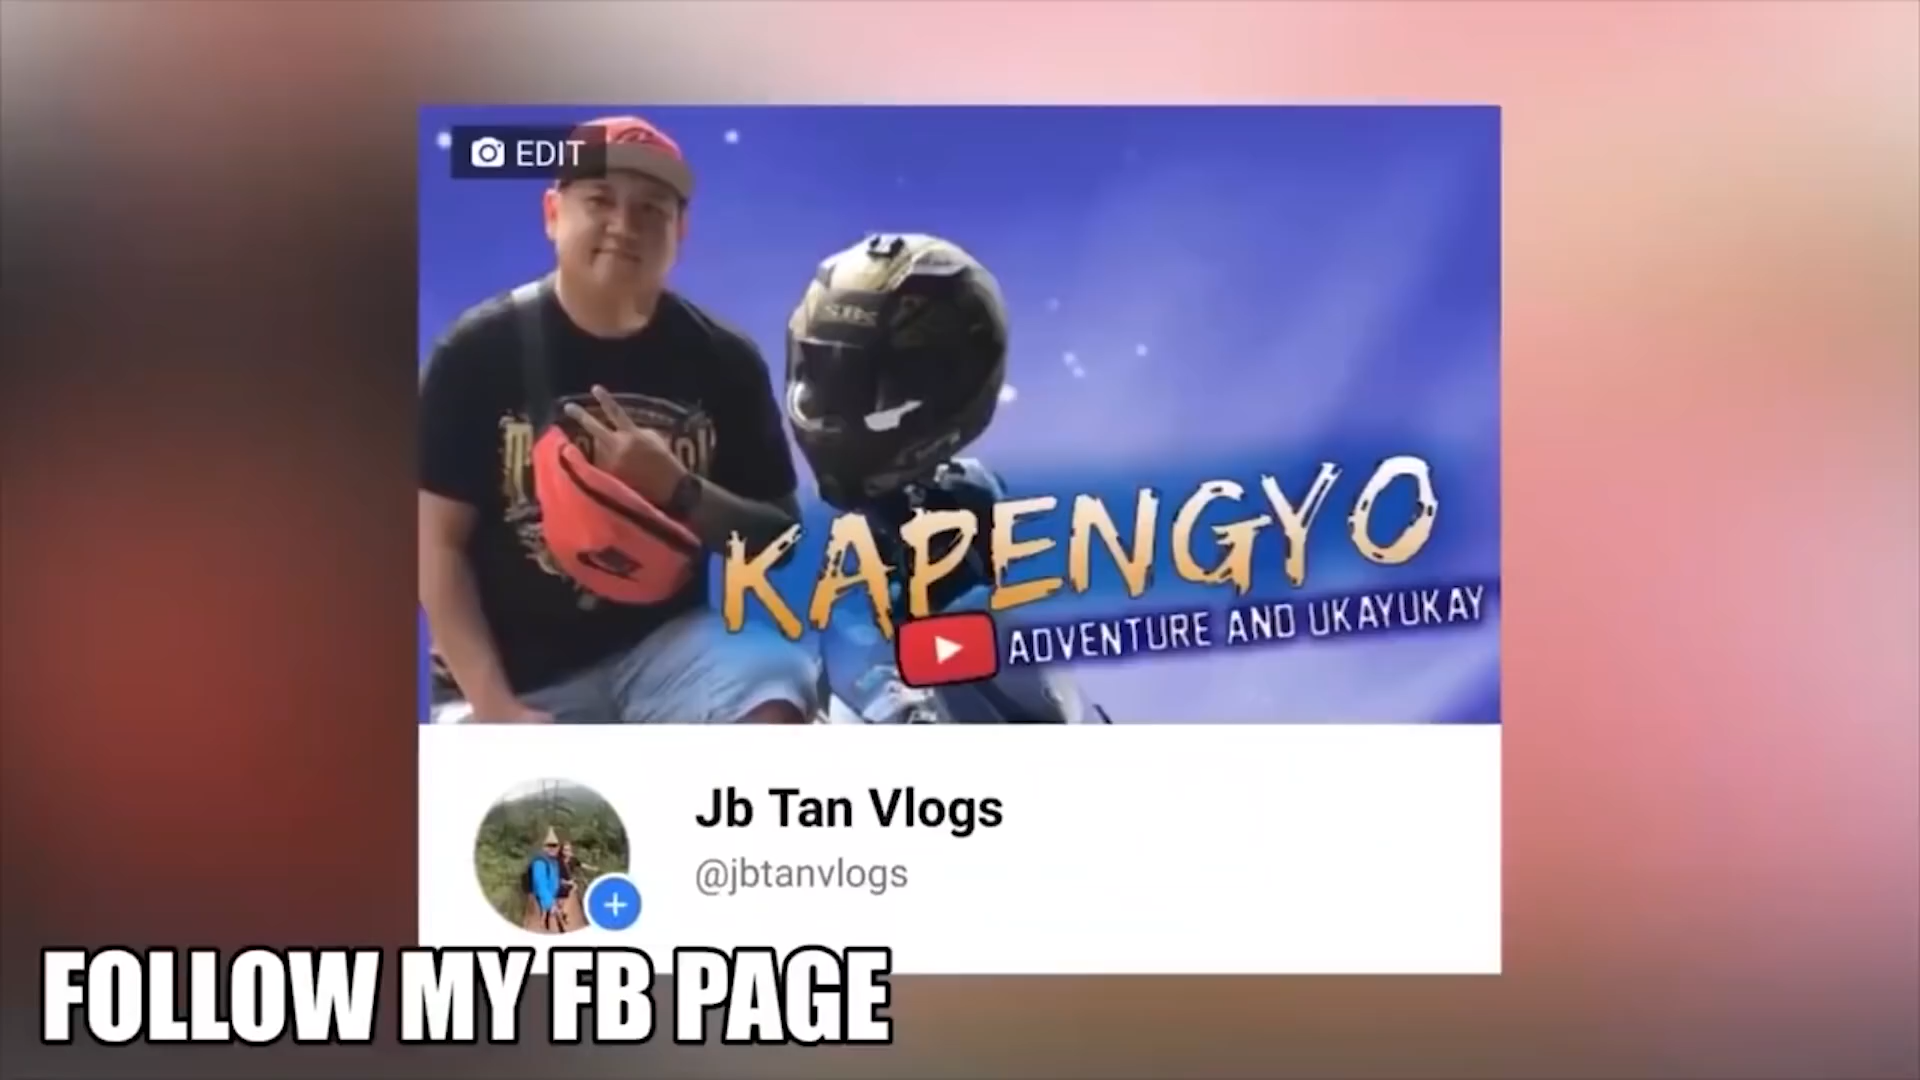 EDIT
KAPENGYO
ADVENTURE AND UKAYUKAY
Jb Tan Vlogs
@jbtanvlogs
FOLLOW MY FB PAGE